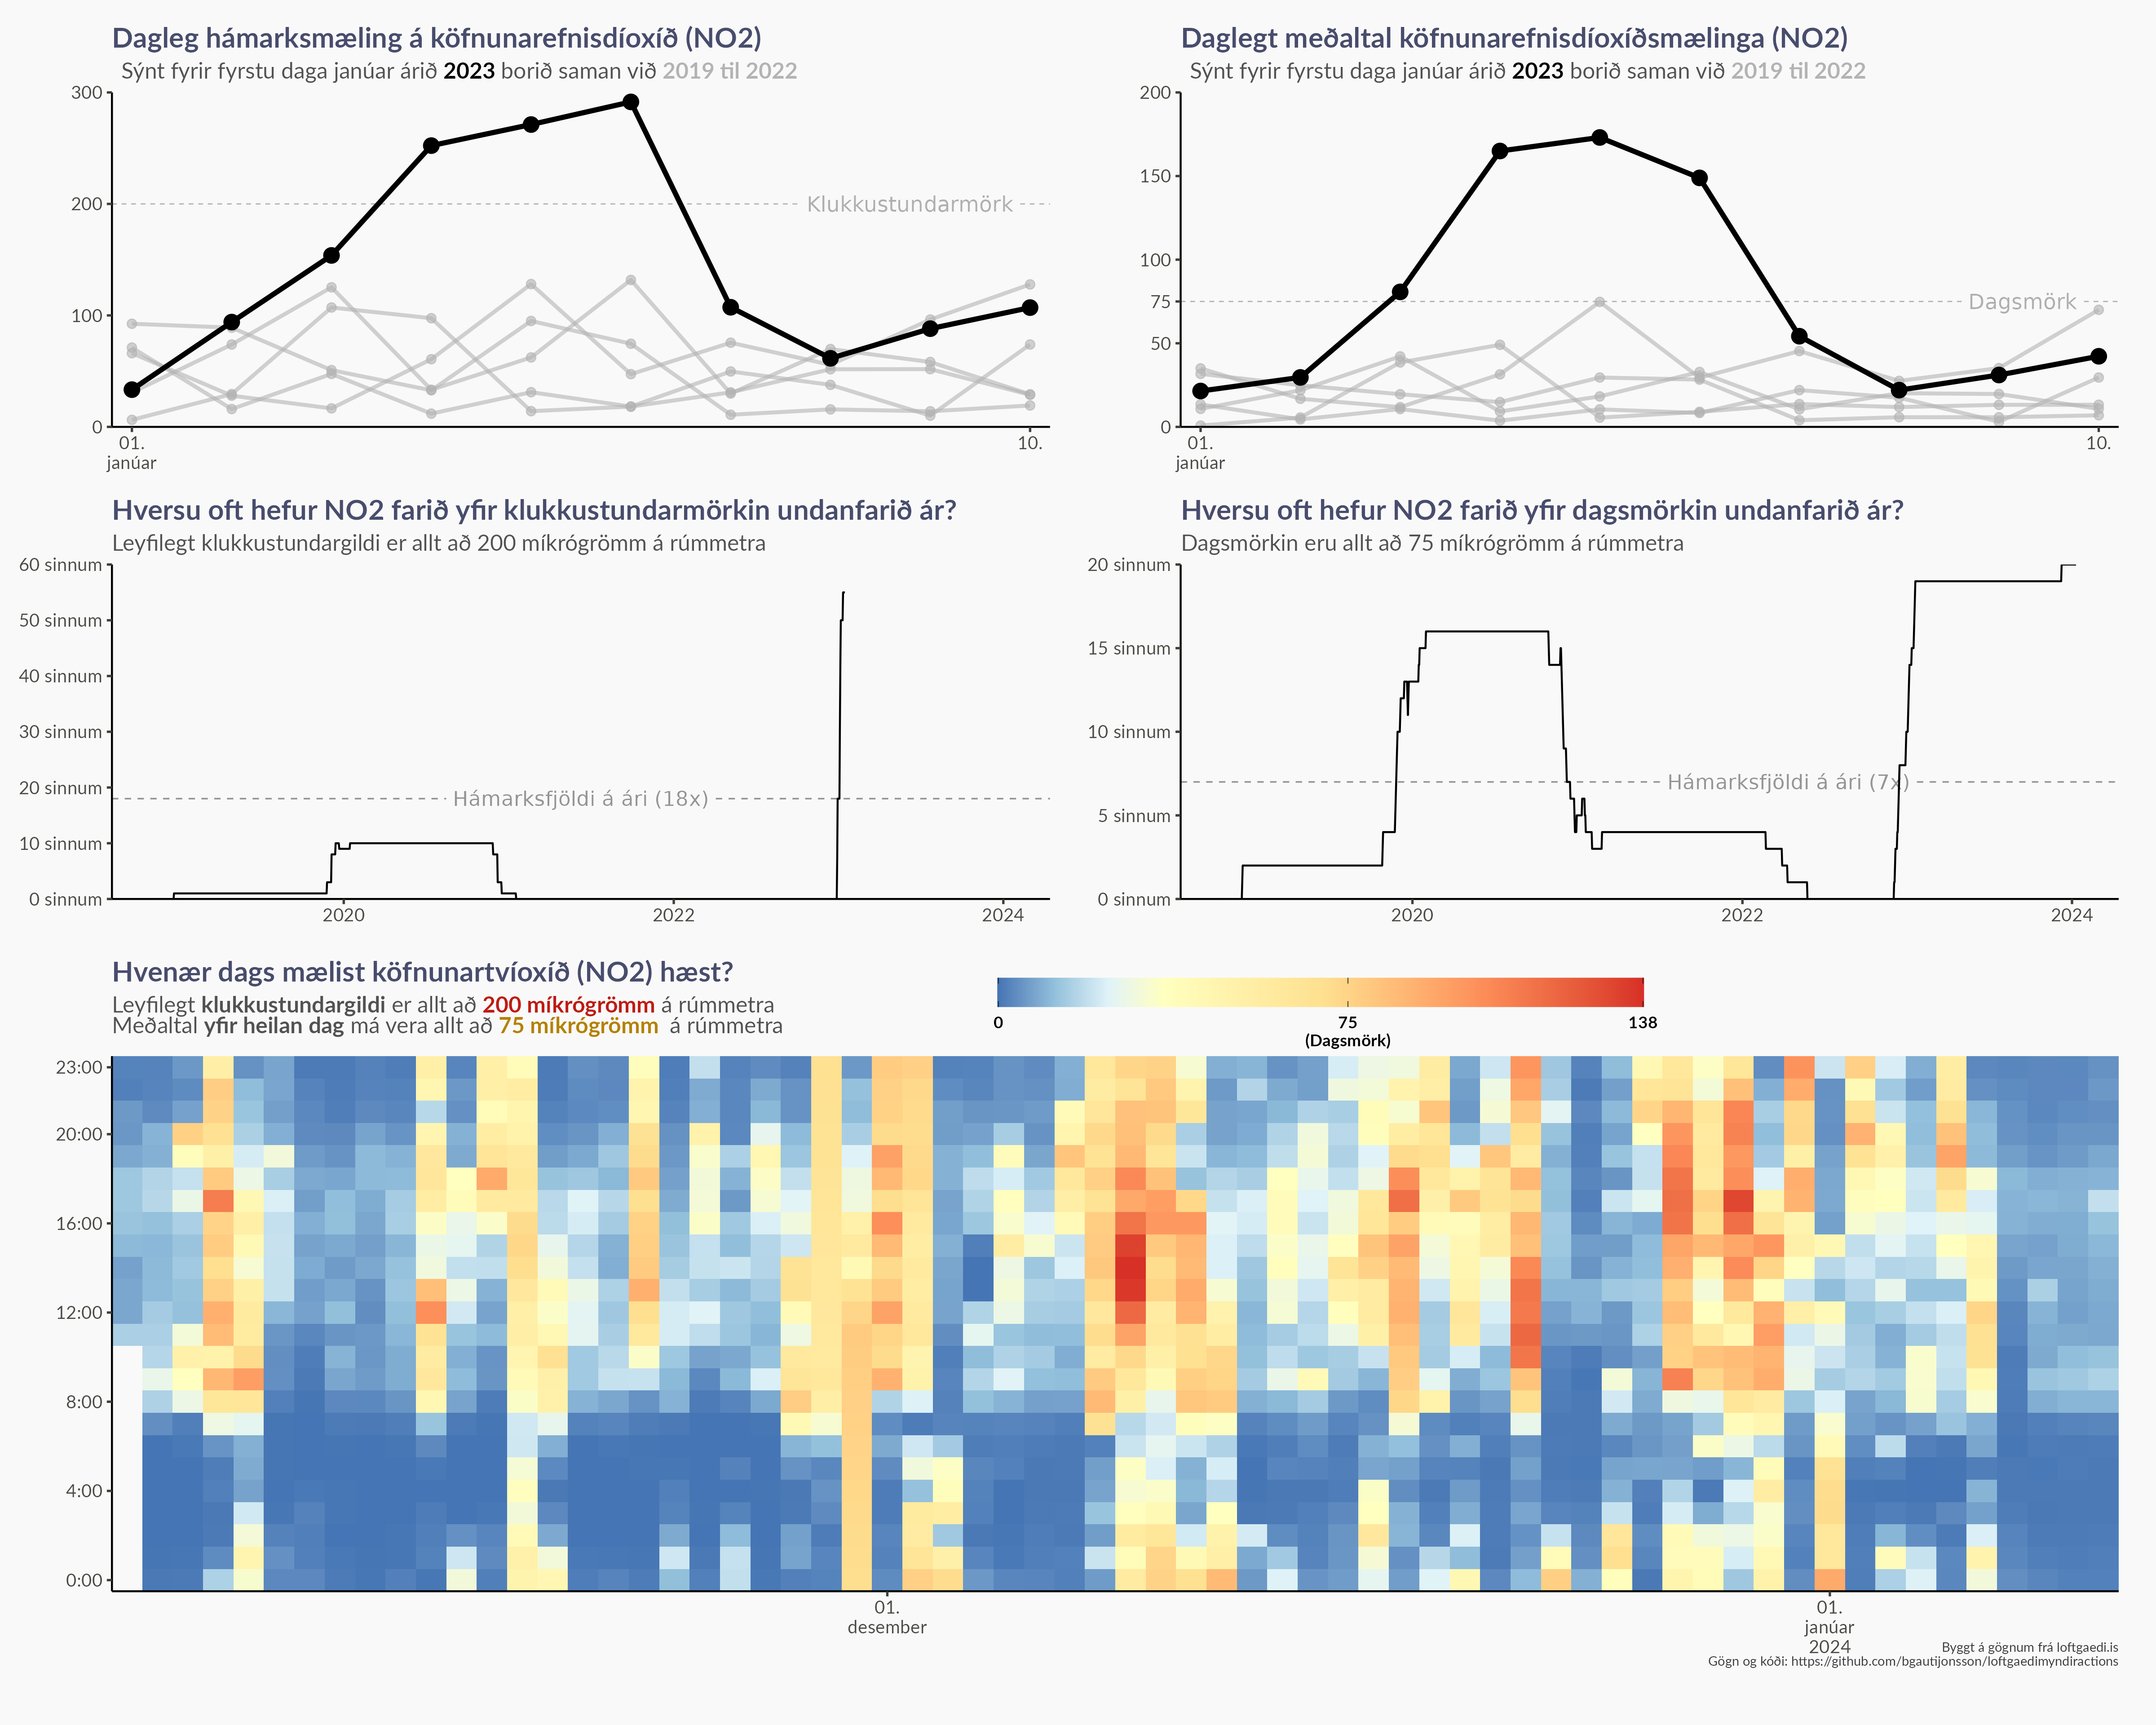 Dagleg hámarksmæling á köfnunarefnisdíoxíð (NO2)
Sýnt fyrir fyrstu daga janúar árið 2023 borið saman við 2019 til 2022
300
200
100
0
Klukkustundarmörk
01.
janúar
10.
Daglegt meðaltal köfnunarefnisdíoxíðsmælinga (NO2)
Sýnt fyrir fyrstu daga janúar árið 2023 borið saman við 2019 til 2022
200
150
100
75
50
0
Dagsmörk
01.
janúar
10.
Hversu oft hefur NO2 farið yfir klukkustundarmörkin undanfarið ár?
Leyfilegt klukkustundargildi er allt að 200 míkrógrömm á rúmmetra
60 sinnum
50 sinnum
40 sinnum
30 sinnum
20 sinnum
10 sinnum
0 sinnum
Hámarksfjöldi á ári (18x)
2020
2022
2024
Hversu oft hefur NO2 farið yfir dagsmörkin undanfarið ár?
Dagsmörkin eru allt að 75 míkrógrömm á rúmmetra
20 sinnum
15 sinnum
10 sinnum
5 sinnum
0 sinnum
Hámarksfjöldi á ári (7x)
2020
2022
2024
Hvenær dags mælist köfnunartvíoxíð (NO2) hæst?
Leyfilegt klukkustundargildi er allt að 200 míkrógrömm á rúmmetra
Meðaltal yfir heilan dag má vera allt að 75 míkrógrömm á rúmmetra
0
75
(Dagsmörk)
138
23:00
20:00
16:00
12:00
8:00
4:00
0:00
01.
desember
01.
janúar
2024
Byggt á gögnum frá loftgaedi.is
Gögn og kóði: https://github.com/bgautijonsson/loftgaedimyndiractions